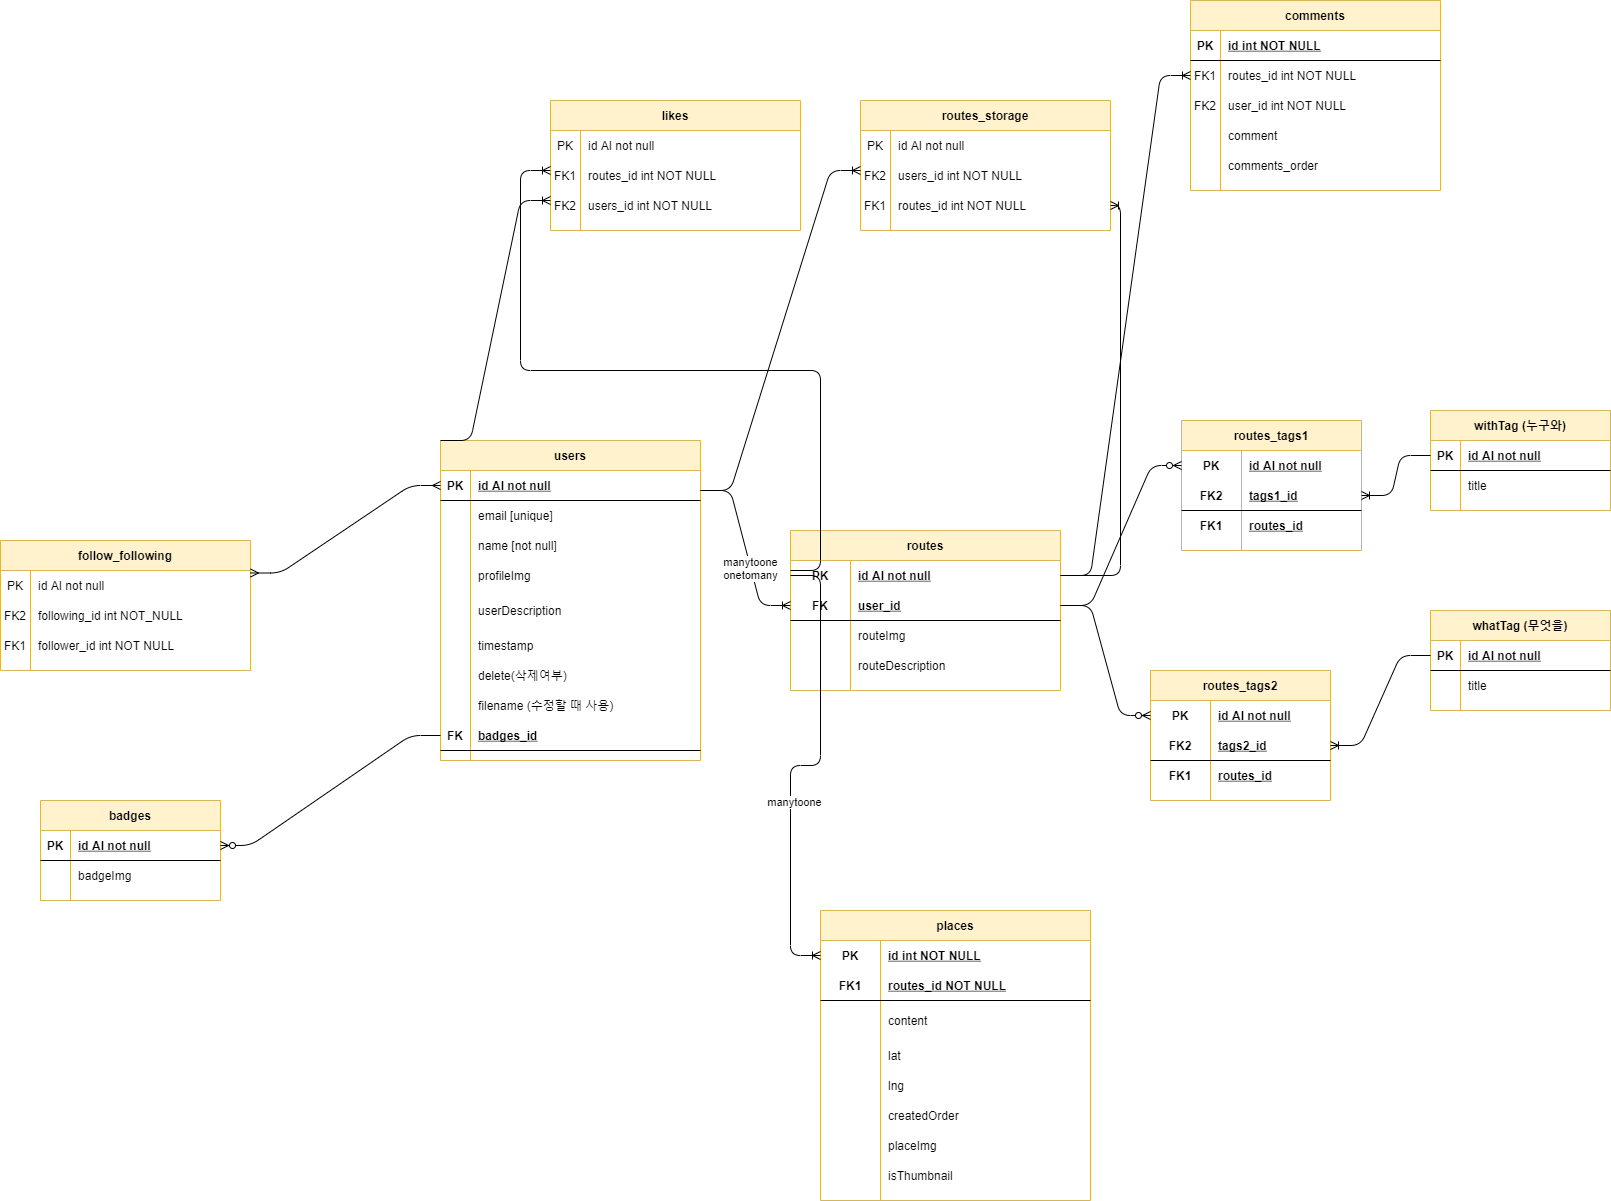 comments
PK id int NOT NULL
FK1 routes_id int NOT NULL
FK2 user_id int NOT NULL
comment
comments_order
likes
PK id AI not null
FK1 routes_id int NOT NULL
FK2 users_id int NOT NULL
routes_storage
PK id AI not null
FK2 users_id int NOT NULL
FK1 routes_id int NOT NULL
users
PK id AI not null
email [unique]
name [not null]
profileImg
userDescription
timestamp
delete(삭제여부)
filename (수정할 때 사용)
FK badges_id
follow_following
PK id AI not null
FK2 following_id int NOT_NULL
FK1 follower_id int NOT NULL
badges
PK id AI not null
badgeImg
manytoone
onetomany
routes
PK id AI not null
FK user_id
routeImg
routeDescription
routes_tags1
PK id AI not null
FK2 tags1_id
FK1 routes_id
withTag (누구와)
PK id AI not null
title
routes_tags2
PK id AI not null
FK2 tags2_id
FK1 routes_id
whatTag (무엇을)
PK id AI not null
title
manytoone
places
PK id int NOT NULL
FK1 routes_id NOT NULL
content
lat
lng
createdOrder
placeImg
isThumbnail